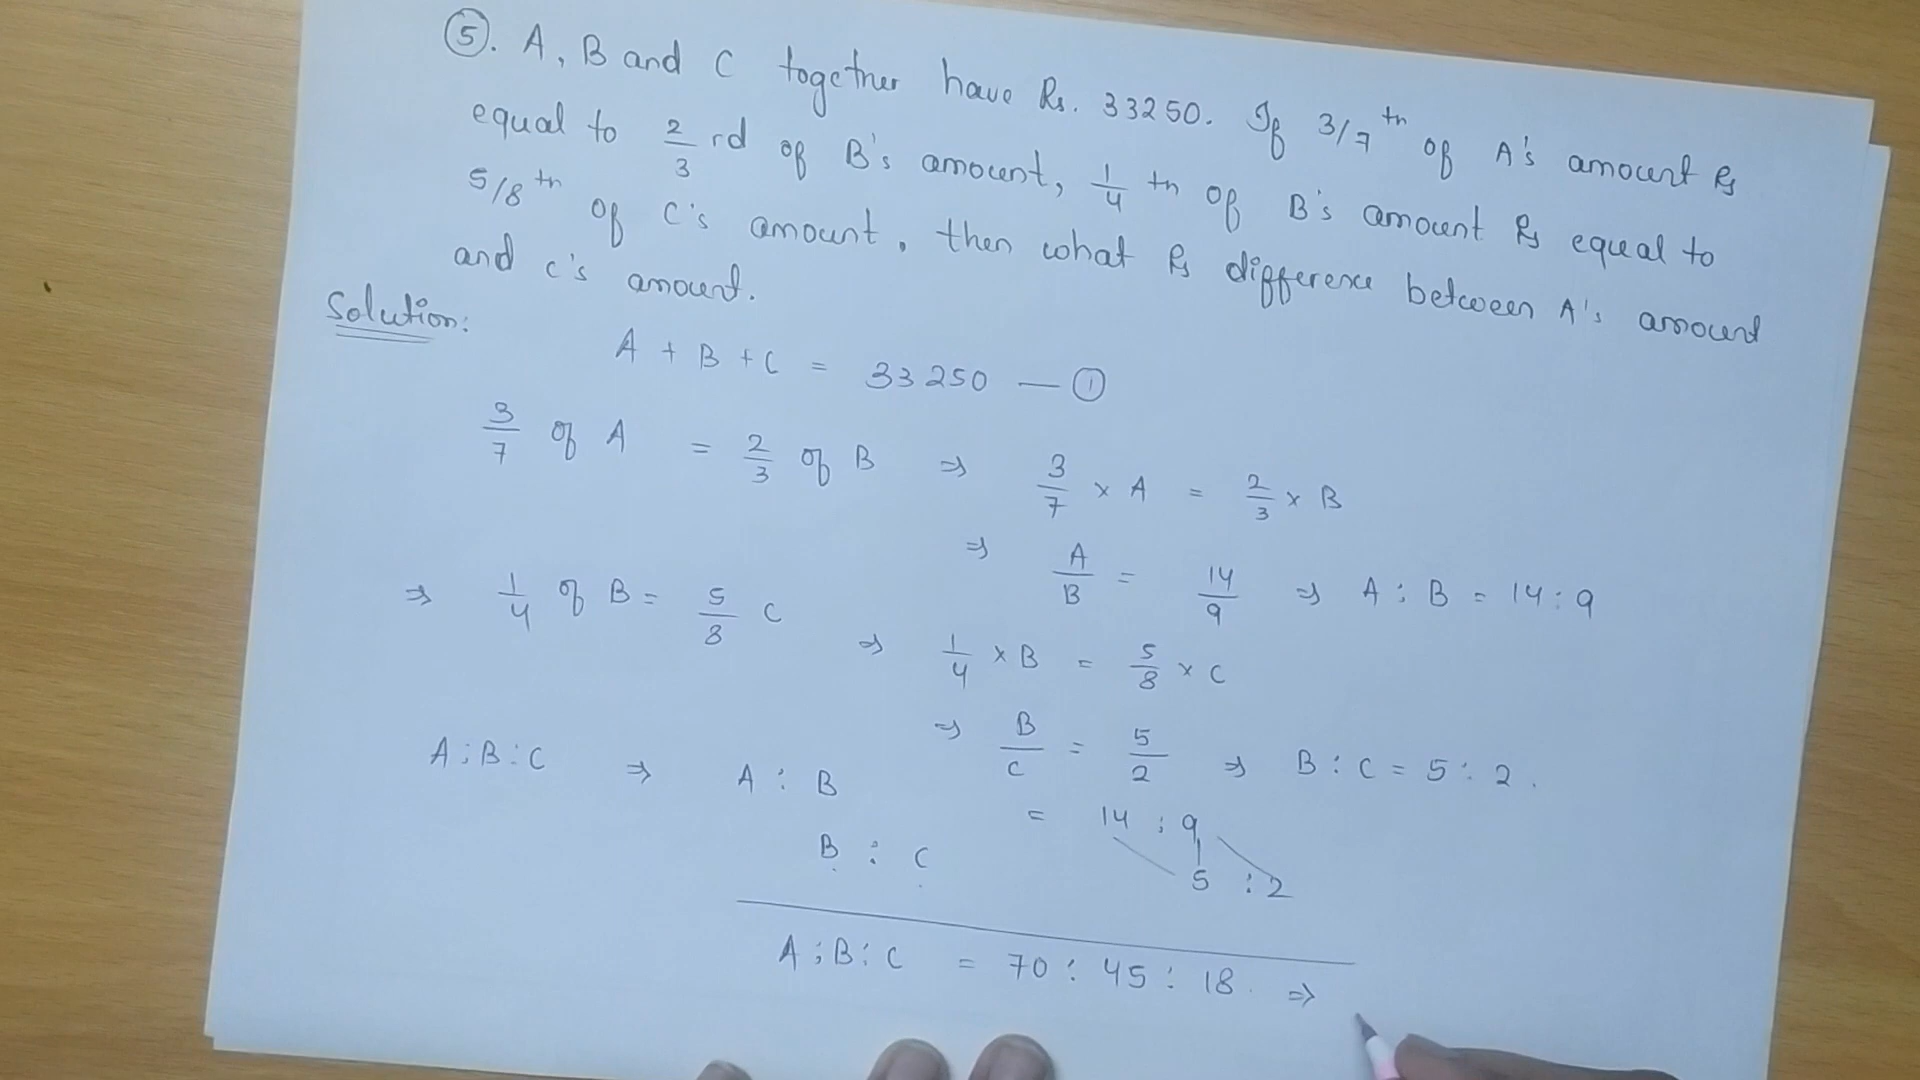 5. A, B and C together have Rs. 33250. If 3/7th of A's amount is
equal to 2/3 rd of B's amount, 1/4 th of B's amount is equal to
5/8th of C's amount, then what is difference between A's amount
and C's amount.
Solution:
A + B + C = 33250 — 1
3/7 of A = 2/3 of B ⇒ 3/7 × A = 2/3 × B
⇒ A/B = 14/9 ⇒ A : B = 14 : 9
⇒ 1/4 of B = 5/8 C ⇒ 1/4 × B = 5/8 × C
⇒ B/C = 5/2 ⇒ B : C = 5 : 2.
A : B : C ⇒ A : B = 14 : 9
B : C 5 : 2
A : B : C = 70 : 45 : 18. ⇒